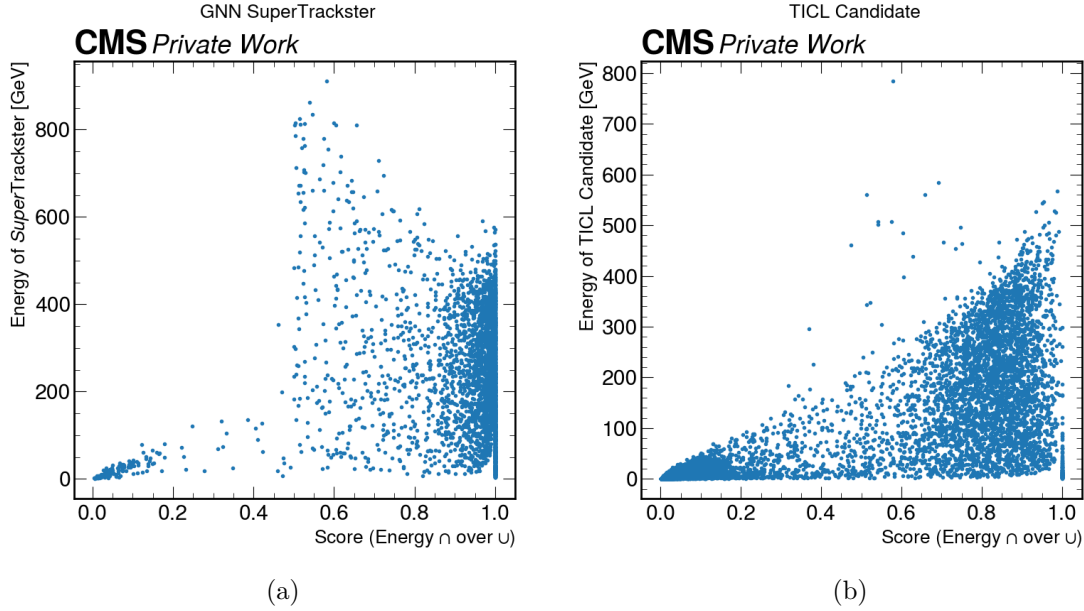 GNN SuperTrackster
CMS Private Work
Energy of SuperTrackster [GeV]
800
600
400
200
0
0.0 0.2 0.4 0.6 0.8 1.0
Score (Energy ∩ over ∪)
(a)
TICL Candidate
CMS Private Work
Energy of TICL Candidate [GeV]
800
700
600
500
400
300
200
100
0
0.0 0.2 0.4 0.6 0.8 1.0
Score (Energy ∩ over ∪)
(b)